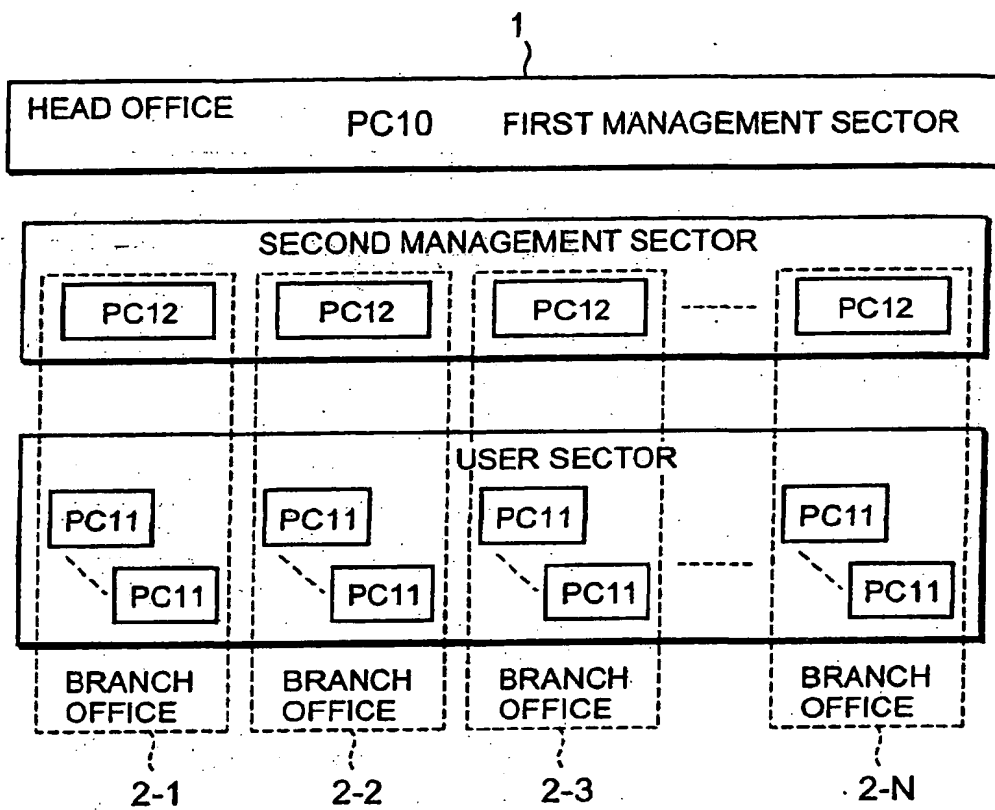 1
HEAD OFFICE PC10 FIRST MANAGEMENT SECTOR
SECOND MANAGEMENT SECTOR
PC12 PC12 PC12 PC12
USER SECTOR
PC11 PC11 PC11 PC11
PC11 PC11 PC11 PC11
BRANCH BRANCH BRANCH BRANCH
OFFICE OFFICE OFFICE OFFICE
2-1 2-2 2-3 2-N